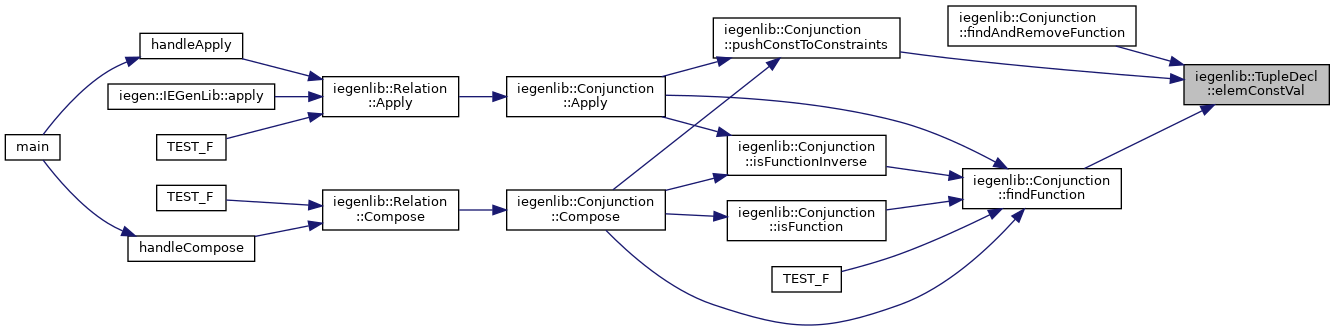 main
handleApply
iegen::IEGenLib::apply
TEST_F
TEST_F
handleCompose
iegenlib::Relation
::Apply
iegenlib::Relation
::Compose
iegenlib::Conjunction
::Apply
iegenlib::Conjunction
::Compose
iegenlib::Conjunction
::pushConstToConstraints
iegenlib::Conjunction
::isFunctionInverse
iegenlib::Conjunction
::isFunction
TEST_F
iegenlib::Conjunction
::findAndRemoveFunction
iegenlib::Conjunction
::findFunction
iegenlib::TupleDecl
::elemConstVal